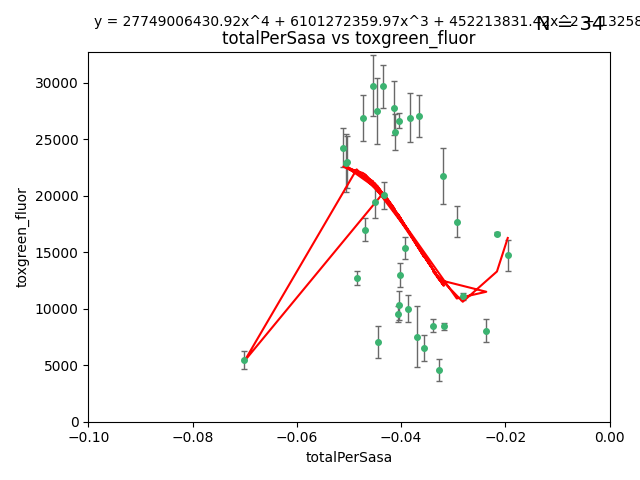 y = 27749006430.92x^4 + 6101272359.97x^3 + 452213831.42x^2 + 13258
N = 34
totalPerSasa vs toxgreen_fluor
30000
25000
20000
15000
10000
5000
0
toxgreen_fluor
−0.10 −0.08 −0.06 −0.04 −0.02 0.00
totalPerSasa